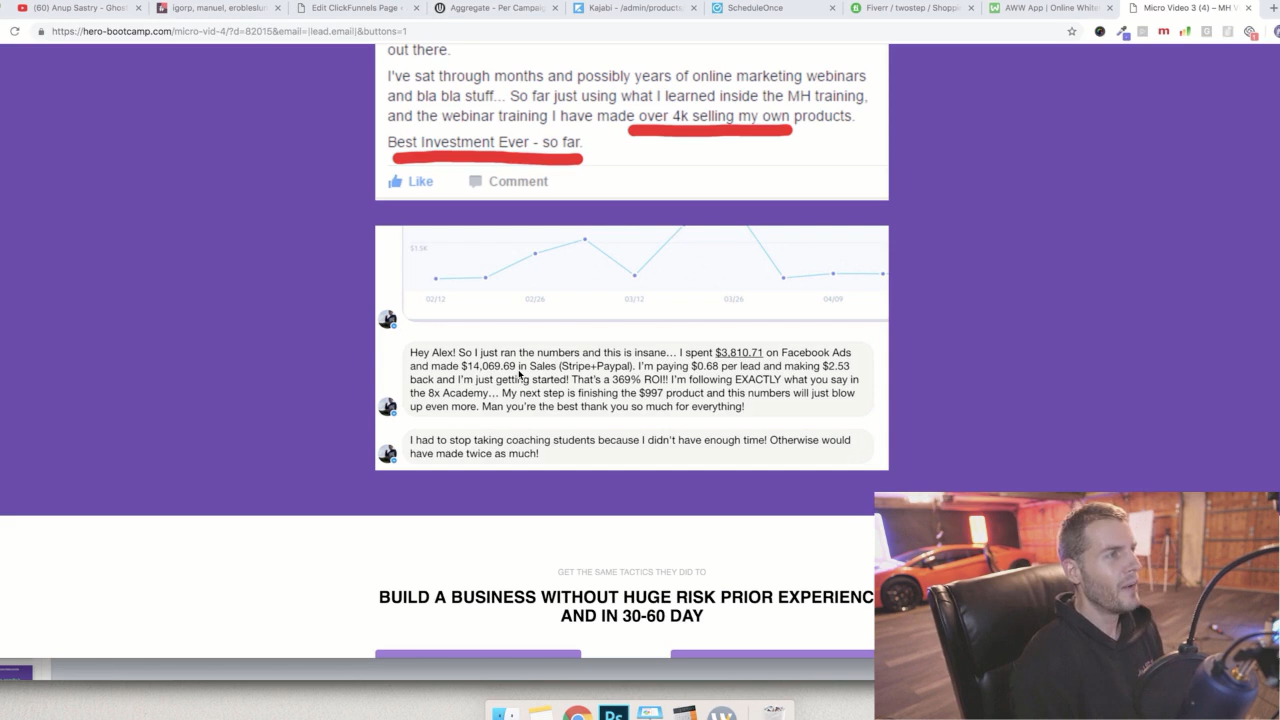 (60) Anup Sastry - Ghost
igorp, manuel, eroblesluna
Edit ClickFunnels Page -
Aggregate - Per Campaign
Kajabi - /admin/products
ScheduleOnce
Fiverr / twostep / Shoppi
AWW App | Online White
Micro Video 3 (4) – MH V
https://hero-bootcamp.com/micro-vid-4/?d=82015&email=|lead.email|&buttons=1
out there.
I've sat through months and possibly years of online marketing webinars
and bla bla stuff... So far just using what I learned inside the MH training,
and the webinar training I have made over 4k selling my own products.
Best Investment Ever - so far.
Like
Comment
$1.5K
02/12
02/26
03/12
03/26
04/09
Hey Alex! So I just ran the numbers and this is insane… I spent $3,810.71 on Facebook Ads
and made $14,069.69 in Sales (Stripe+Paypal). I'm paying $0.68 per lead and making $2.53
back and I'm just getting started! That's a 369% ROI!! I'm following EXACTLY what you say in
the 8x Academy… My next step is finishing the $997 product and this numbers will just blow
up even more. Man you're the best thank you so much for everything!
I had to stop taking coaching students because I didn't have enough time! Otherwise would
have made twice as much!
GET THE SAME TACTICS THEY DID TO
BUILD A BUSINESS WITHOUT HUGE RISK PRIOR EXPERIENC
AND IN 30-60 DAY
Ps